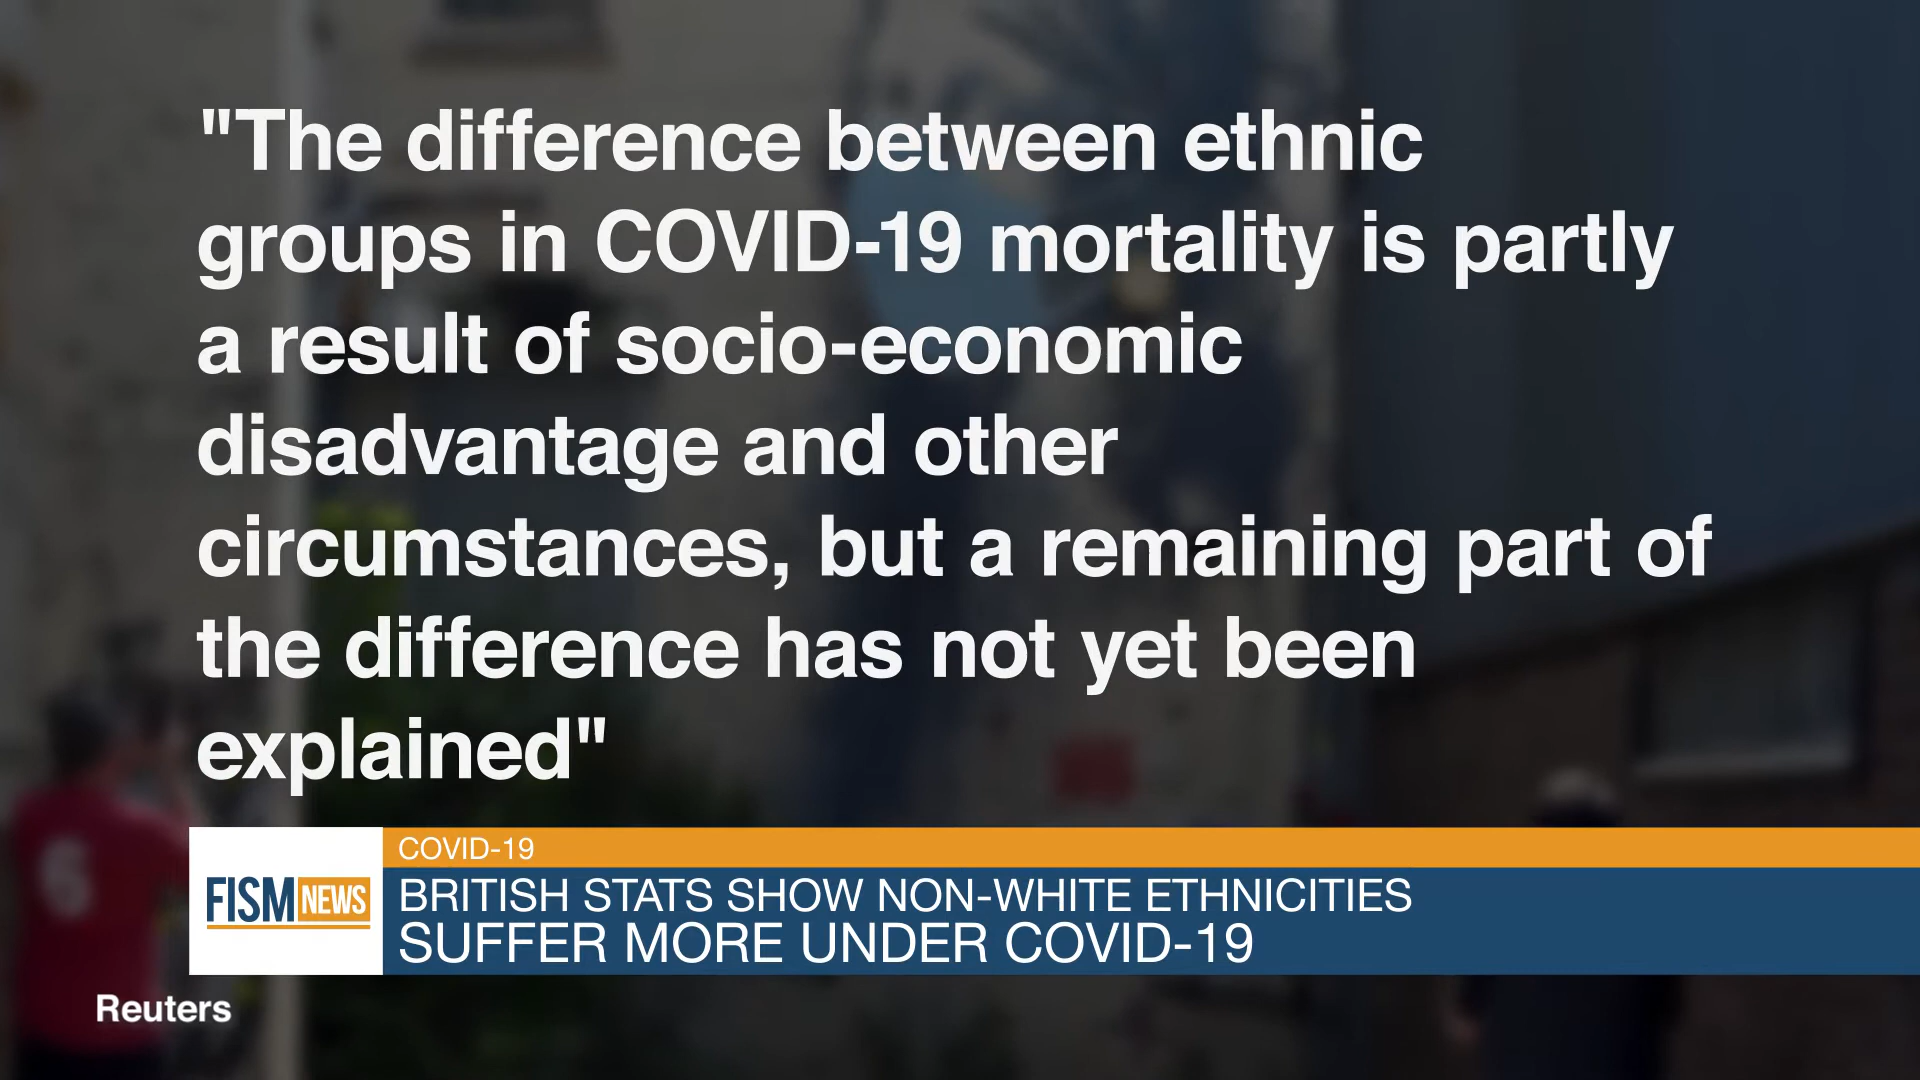 "The difference between ethnic
groups in COVID-19 mortality is partly
a result of socio-economic
disadvantage and other
circumstances, but a remaining part of
the difference has not yet been
explained"
COVID-19
FISM NEWS
BRITISH STATS SHOW NON-WHITE ETHNICITIES
SUFFER MORE UNDER COVID-19
Reuters
6